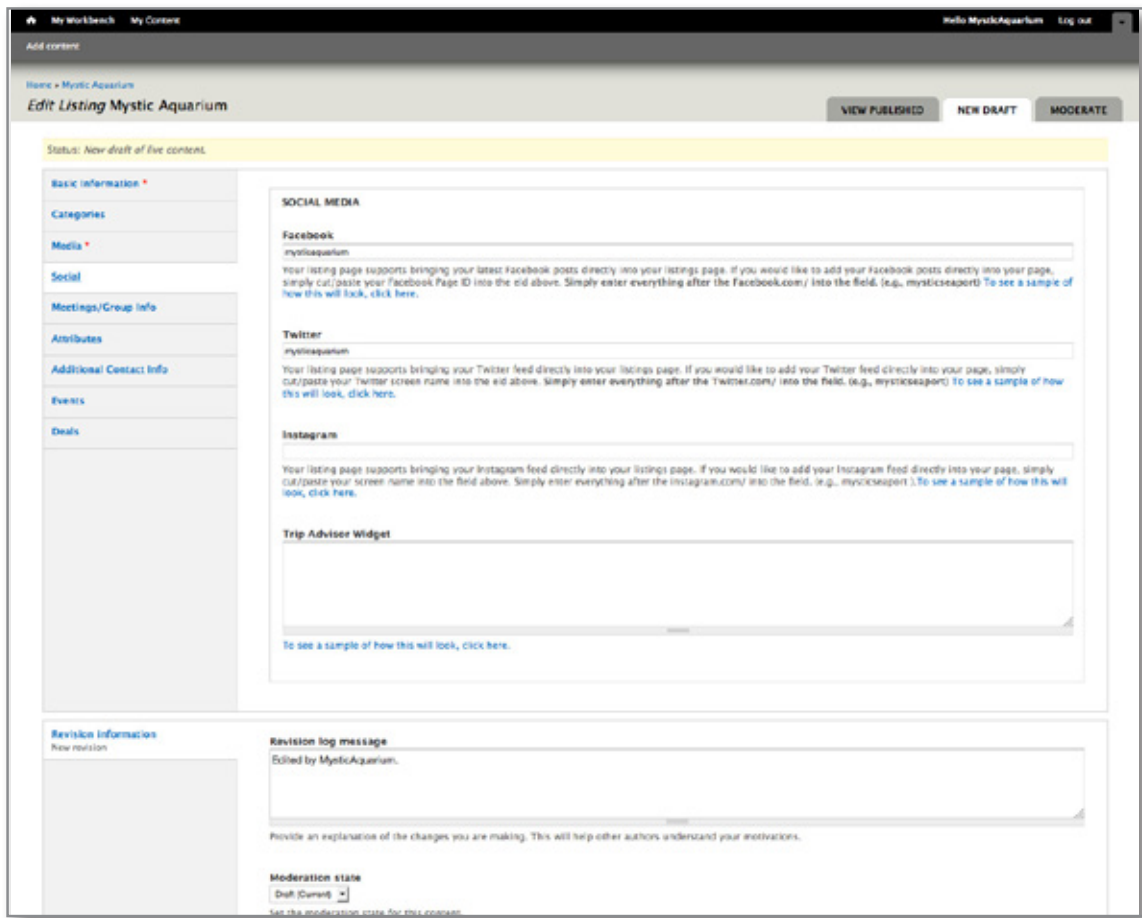 My Workbench My Content Hello MysticAquarium Log out
Add content
Home » Mystic Aquarium
Edit Listing Mystic Aquarium
VIEW PUBLISHED NEW DRAFT MODERATE
Status: New draft of live content.
Basic Information *
Categories
Media *
Social
Meetings/Group Info
Attributes
Additional Contact Info
Events
Deals
SOCIAL MEDIA
Facebook
mysticaquarium
Your listing page supports bringing your latest Facebook posts directly into your listings page. If you would like to add your Facebook posts directly into your page,
simply cut/paste your Facebook Page ID into the eid above. Simply enter everything after the Facebook.com/ into the field. (e.g., mysticseaport) To see a sample of
how this will look, click here.
Twitter
mysticaquarium
Your listing page supports bringing your Twitter feed directly into your listings page. If you would like to add your Twitter feed directly into your page, simply
cut/paste your Twitter screen name into the eid above. Simply enter everything after the Twitter.com/ into the field. (e.g., mysticseaport) To see a sample of how
this will look, click here.
Instagram
Your listing page supports bringing your Instagram feed directly into your listings page. If you would like to add your Instagram feed directly into your page, simply
cut/paste your screen name into the field above. Simply enter everything after the instagram.com/ into the field. (e.g., mysticseaport ).To see a sample of how this will
look, click here.
Trip Advisor Widget
To see a sample of how this will look, click here.
Revision information
New revision
Revision log message
Edited by MysticAquarium.
Provide an explanation of the changes you are making. This will help other authors understand your motivations.
Moderation state
Draft (Current)
Set the moderation state for this content.